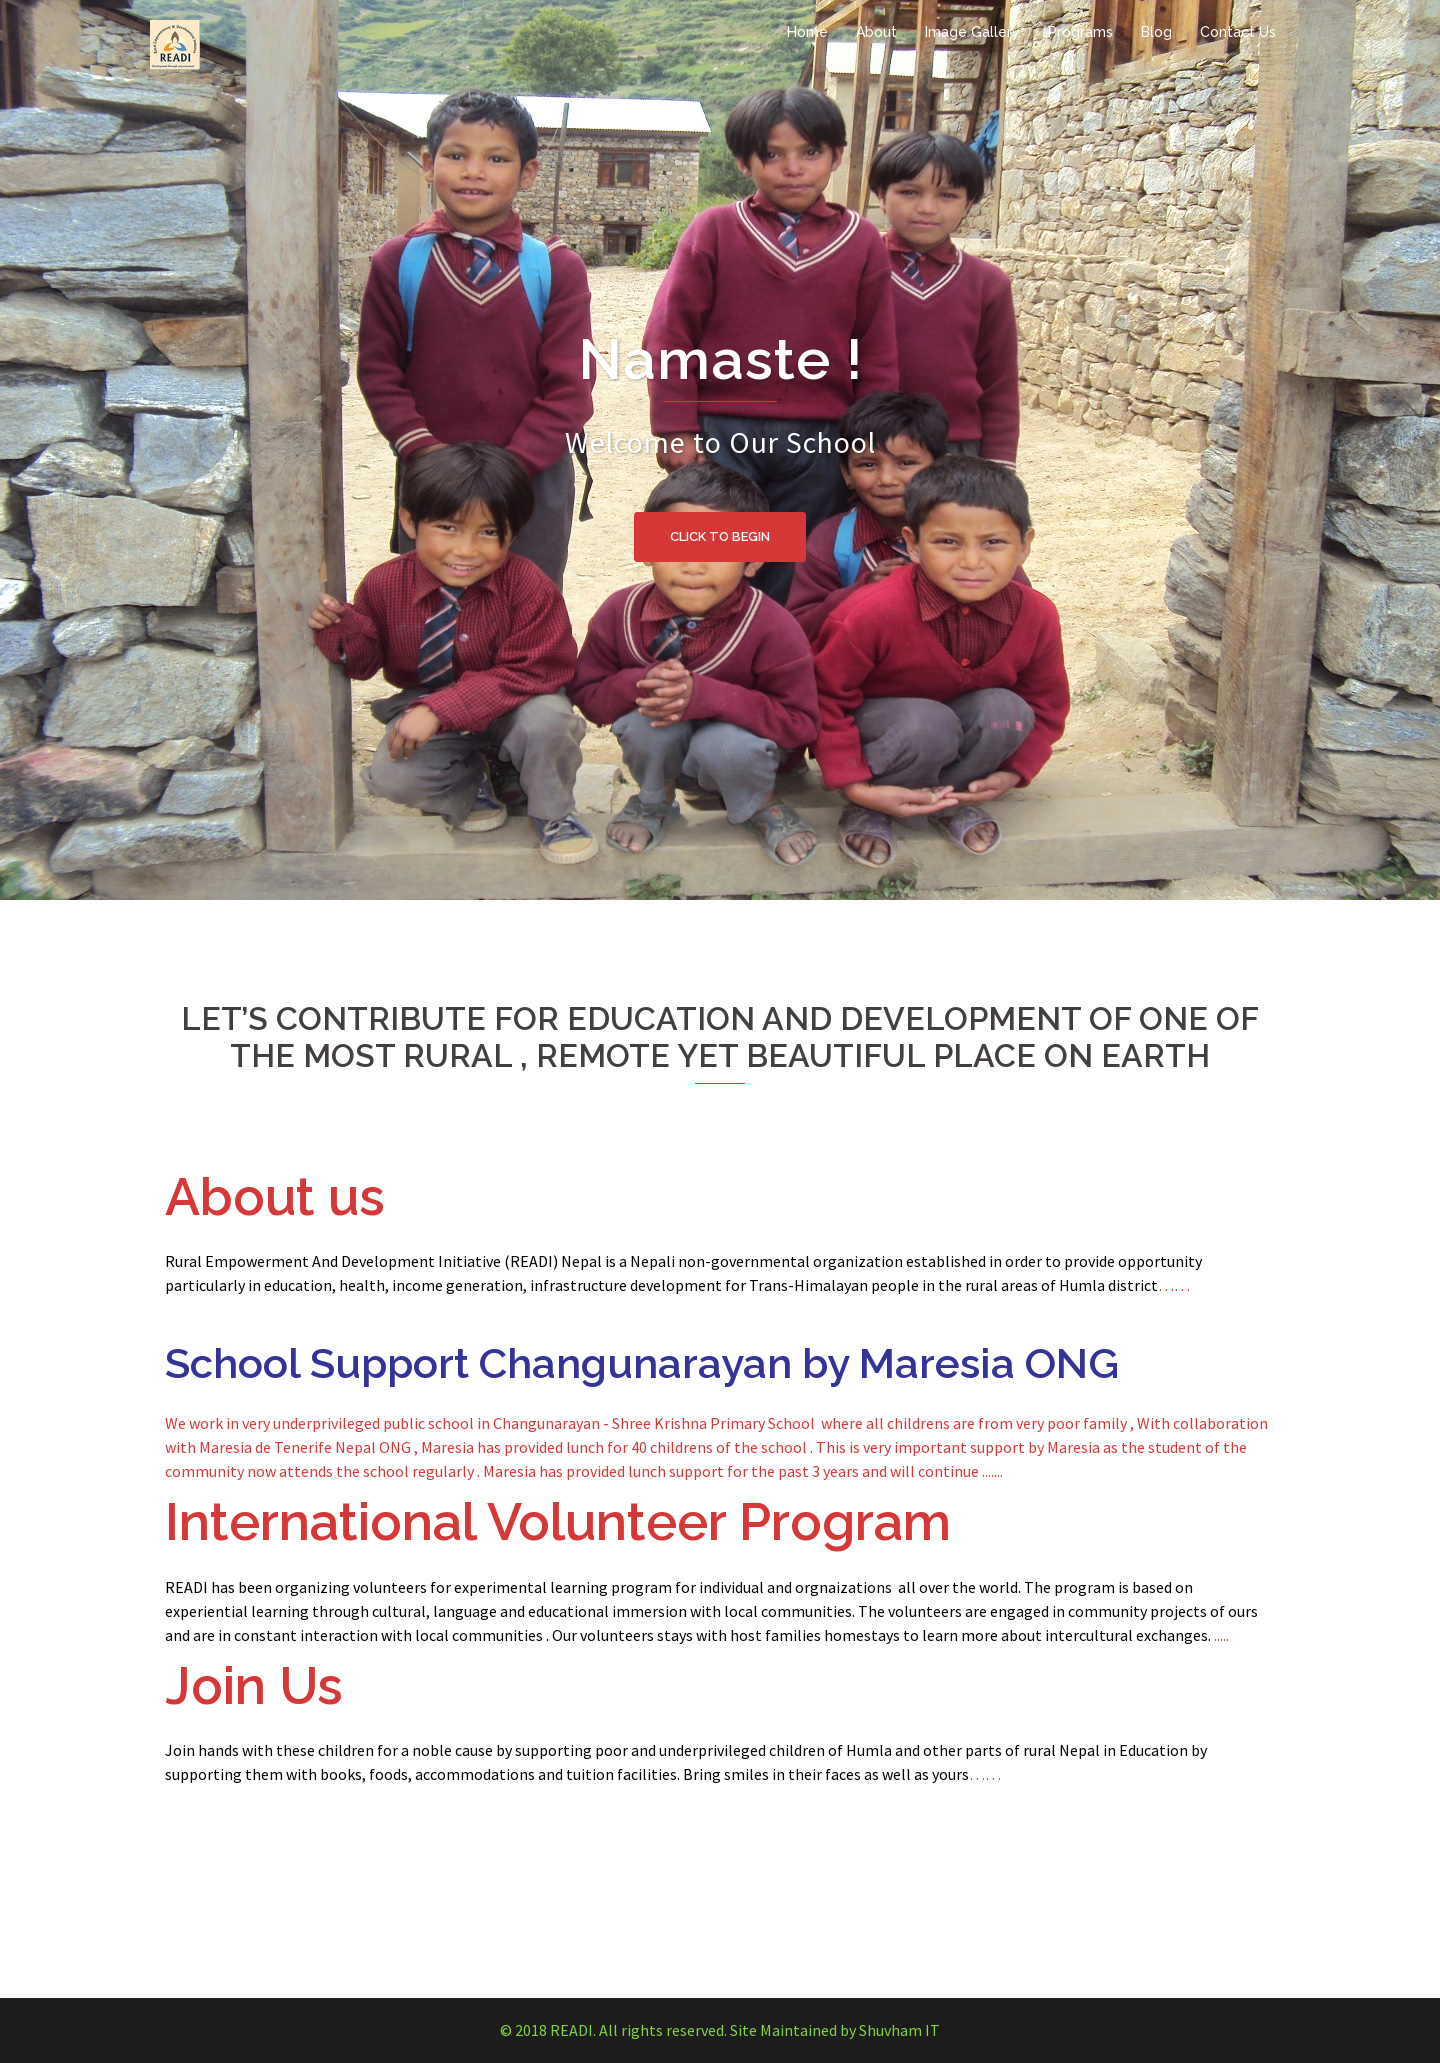 READI
Home About Image Gallery Programs Blog Contact Us
Namaste !
Welcome to Our School
CLICK TO BEGIN
LET’S CONTRIBUTE FOR EDUCATION AND DEVELOPMENT OF ONE OF
THE MOST RURAL , REMOTE YET BEAUTIFUL PLACE ON EARTH
About us
Rural Empowerment And Development Initiative (READI) Nepal is a Nepali non-governmental organization established in order to provide opportunity
particularly in education, health, income generation, infrastructure development for Trans-Himalayan people in the rural areas of Humla district……
School Support Changunarayan by Maresia ONG
We work in very underprivileged public school in Changunarayan - Shree Krishna Primary School  where all childrens are from very poor family , With collaboration
with Maresia de Tenerife Nepal ONG , Maresia has provided lunch for 40 childrens of the school . This is very important support by Maresia as the student of the
community now attends the school regularly . Maresia has provided lunch support for the past 3 years and will continue .......
International Volunteer Program
READI has been organizing volunteers for experimental learning program for individual and orgnaizations  all over the world. The program is based on
experiential learning through cultural, language and educational immersion with local communities. The volunteers are engaged in community projects of ours
and are in constant interaction with local communities . Our volunteers stays with host families homestays to learn more about intercultural exchanges. .....
Join Us
Join hands with these children for a noble cause by supporting poor and underprivileged children of Humla and other parts of rural Nepal in Education by
supporting them with books, foods, accommodations and tuition facilities. Bring smiles in their faces as well as yours……
© 2018 READI. All rights reserved. Site Maintained by Shuvham IT